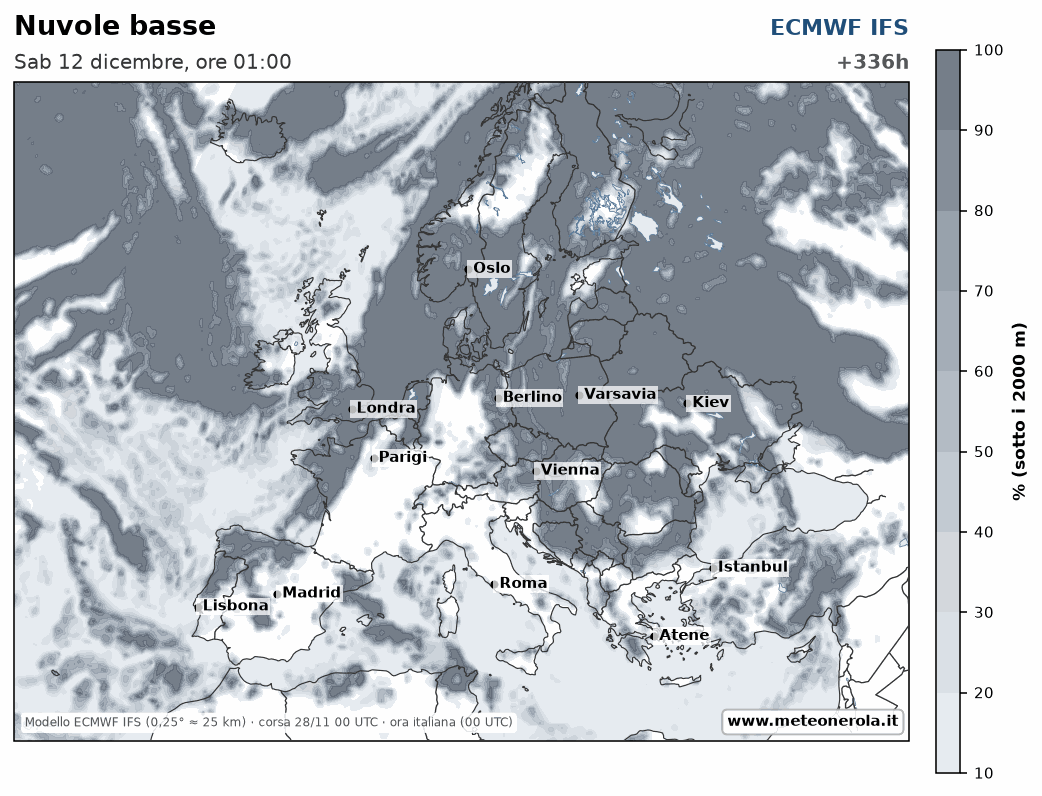 Nuvole basse
ECMWF IFS
Sab 12 dicembre, ore 01:00
+336h
100
90
80
70
60
50
40
30
20
10
% (sotto i 2000 m)
Oslo
Londra
Berlino
Varsavia
Kiev
Parigi
Vienna
Istanbul
Roma
Madrid
Lisbona
Atene
Modello ECMWF IFS (0,25° ≈ 25 km) · corsa 28/11 00 UTC · ora italiana (00 UTC)
www.meteonerola.it